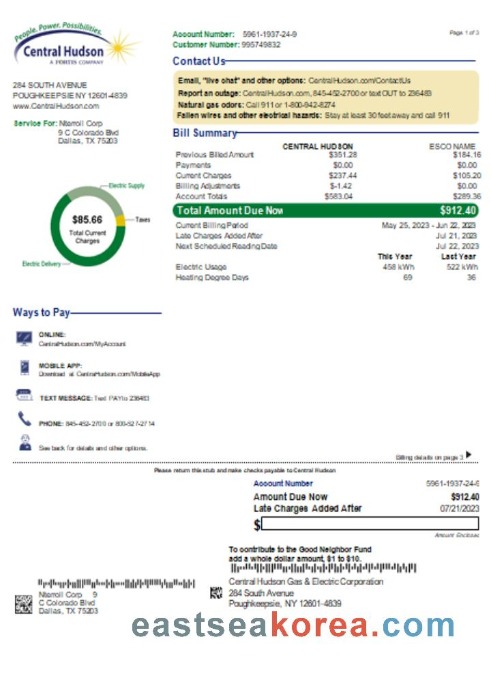 People. Power. Possibilities.
Central Hudson
A FORTIS COMPANY
284 SOUTH AVENUE
POUGHKEEPSIE NY 12601-4839
www.CentralHudson.com
Service For: Nterroll Corp
9 C Colorado Blvd
Dallas, TX 75203
Account Number: 5961-1937-24-9
Customer Number: 995749832
Page 1 of 3
Contact Us
Email, "live chat" and other options: CentralHudson.com/ContactUs
Report an outage: CentralHudson.com, 845-452-2700 or text OUT to 236483
Natural gas odors: Call 911 or 1-800-942-8274
Fallen wires and other electrical hazards: Stay at least 30 feet away and call 911
Bill Summary
CENTRAL HUDSON ESCO NAME
Previous Billed Amount $351.28 $184.16
Payments $0.00 $0.00
Current Charges $237.44 $105.20
Billing Adjustments $-1.42 $0.00
Account Totals $583.04 $289.36
Total Amount Due Now $912.40
Current Billing Period May 25, 2023 - Jun 22, 2023
Late Charges Added After Jul 21, 2023
Next Scheduled Reading Date Jul 22, 2023
This Year Last Year
Electric Usage 458 kWh 522 kWh
Heating Degree Days 69 36
Electric Supply
Taxes
$85.66
Total Current
Charges
Electric Delivery
Ways to Pay
ONLINE:
CentralHudson.com/MyAccount
MOBILE APP:
Download at CentralHudson.com/MobileApp
TEXT MESSAGE: Text PAY to 236483
PHONE: 845-452-2700 or 800-527-2714
See back for details and other options.
Billing details on page 3
Please return this stub and make checks payable to Central Hudson
Account Number 5961-1937-24-9
Amount Due Now $912.40
Late Charges Added After 07/21/2023
$
Amount Enclosed
To contribute to the Good Neighbor Fund
add a whole dollar amount, $1 to $10.
Central Hudson Gas & Electric Corporation
284 South Avenue
Poughkeepsie, NY 12601-4839
Nterroll Corp 9
C Colorado Blvd
Dallas, TX 75203
eastseakorea.com